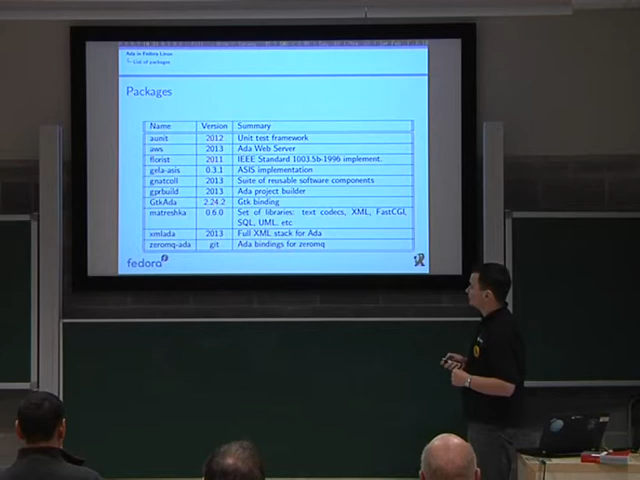 Ada in Fedora Linux
List of packages
Packages
Name Version Summary
aunit 2012 Unit test framework
aws 2013 Ada Web Server
florist 2011 IEEE Standard 1003.5b-1996 implement.
gela-asis 0.3.1 ASIS implementation
gnatcoll 2013 Suite of reusable software components
gprbuild 2013 Ada project builder
GtkAda 2.24.2 Gtk binding
matreshka 0.6.0 Set of libraries: text codecs, XML, FastCGI,
SQL, UML, etc
xmlada 2013 Full XML stack for Ada
zeromq-ada git Ada bindings for zeromq
fedora